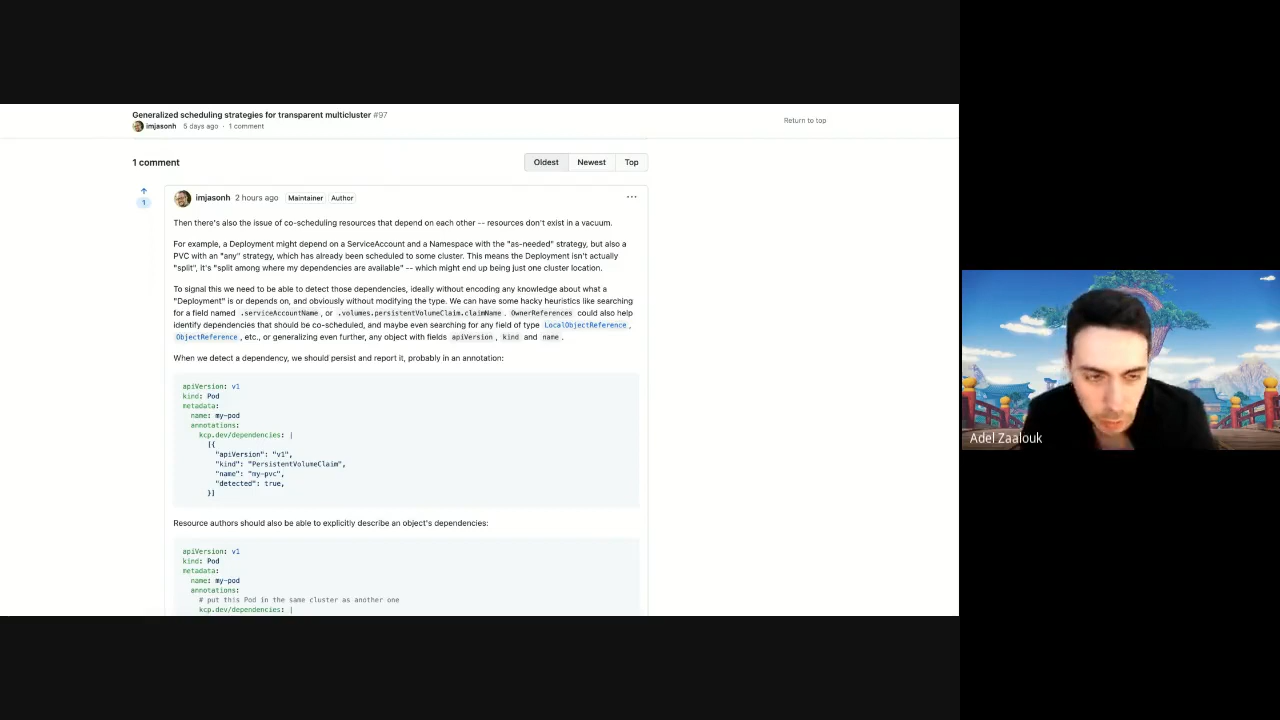 Generalized scheduling strategies for transparent multicluster #97
imjasonh 5 days ago · 1 comment
Return to top
1 comment
Oldest Newest Top
1
imjasonh 2 hours ago Maintainer Author
Then there's also the issue of co-scheduling resources that depend on each other -- resources don't exist in a vacuum.
For example, a Deployment might depend on a ServiceAccount and a Namespace with the "as-needed" strategy, but also a
PVC with an "any" strategy, which has already been scheduled to some cluster. This means the Deployment isn't actually
"split", it's "split among where my dependencies are available" -- which might end up being just one cluster location.
To signal this we need to be able to detect those dependencies, ideally without encoding any knowledge about what a
"Deployment" is or depends on, and obviously without modifying the type. We can have some hacky heuristics like searching
for a field named .serviceAccountName, or .volumes.persistentVolumeClaim.claimName. OwnerReferences could also help
identify dependencies that should be co-scheduled, and maybe even searching for any field of type LocalObjectReference,
ObjectReference, etc., or generalizing even further, any object with fields apiVersion, kind and name.
When we detect a dependency, we should persist and report it, probably in an annotation:
apiVersion: v1
kind: Pod
metadata:
  name: my-pod
  annotations:
    kcp.dev/dependencies: |
      [{
        "apiVersion": "v1",
        "kind": "PersistentVolumeClaim",
        "name": "my-pvc",
        "detected": true,
      }]
Resource authors should also be able to explicitly describe an object's dependencies:
apiVersion: v1
kind: Pod
metadata:
  name: my-pod
  annotations:
    # put this Pod in the same cluster as another one
    kcp.dev/dependencies: |
Adel Zaalouk